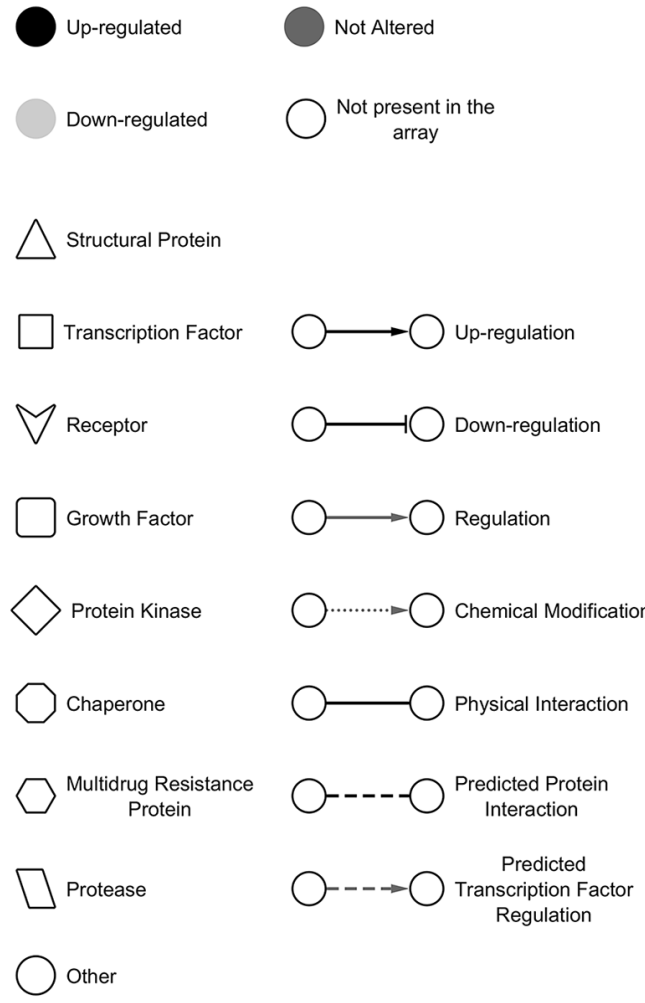 Up-regulated
Not Altered
Down-regulated
Not present in the
array
Structural Protein
Transcription Factor
Up-regulation
Receptor
Down-regulation
Growth Factor
Regulation
Protein Kinase
Chemical Modification
Chaperone
Physical Interaction
Multidrug Resistance
Protein
Predicted Protein
Interaction
Protease
Predicted
Transcription Factor
Regulation
Other